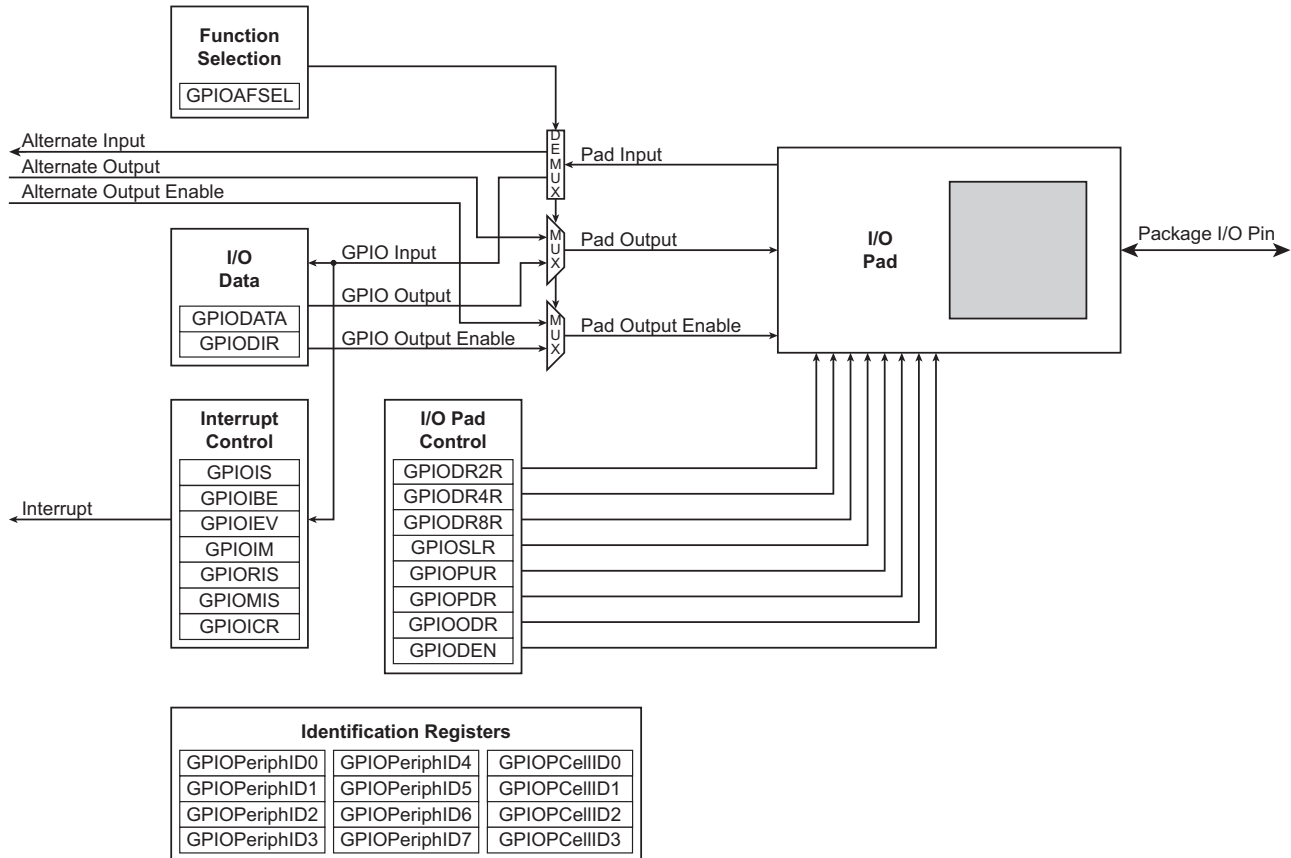 Function
Selection
GPIOAFSEL
Alternate Input
Alternate Output
Alternate Output Enable
DEMUX
Pad Input
MUX
Pad Output
MUX
Pad Output Enable
I/O
Data
GPIODATA
GPIODIR
GPIO Input
GPIO Output
GPIO Output Enable
I/O
Pad
Package I/O Pin
Interrupt
Control
GPIOIS
GPIOIBE
GPIOIEV
GPIOIM
GPIORIS
GPIOMIS
GPIOICR
Interrupt
I/O Pad
Control
GPIODR2R
GPIODR4R
GPIODR8R
GPIOSLR
GPIOPUR
GPIOPDR
GPIOODR
GPIODEN
Identification Registers
GPIOPeriphID0 GPIOPeriphID4 GPIOPCellID0
GPIOPeriphID1 GPIOPeriphID5 GPIOPCellID1
GPIOPeriphID2 GPIOPeriphID6 GPIOPCellID2
GPIOPeriphID3 GPIOPeriphID7 GPIOPCellID3